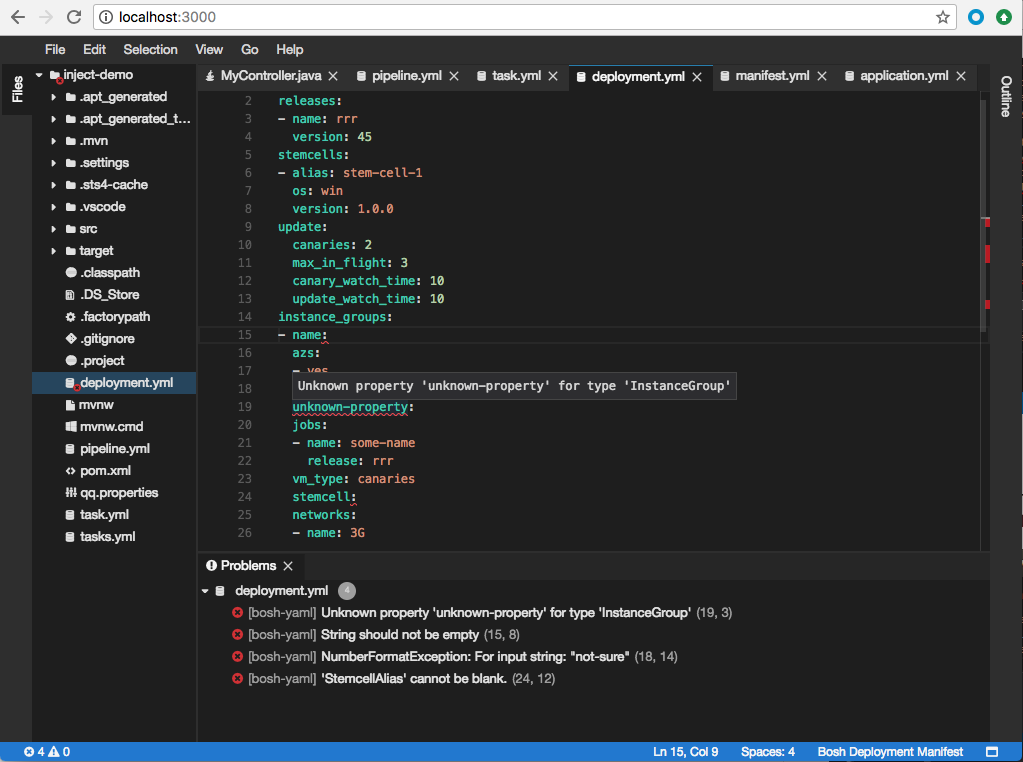 localhost:3000
File Edit Selection View Go Help
Files
inject-demo
.apt_generated
.apt_generated_t...
.mvn
.settings
.sts4-cache
.vscode
src
target
.classpath
.DS_Store
.factorypath
.gitignore
.project
deployment.yml
mvnw
mvnw.cmd
pipeline.yml
pom.xml
qq.properties
task.yml
tasks.yml
MyController.java pipeline.yml task.yml deployment.yml manifest.yml application.yml
Outline
2 releases:
3 - name: rrr
4 version: 45
5 stemcells:
6 - alias: stem-cell-1
7 os: win
8 version: 1.0.0
9 update:
10 canaries: 2
11 max_in_flight: 3
12 canary_watch_time: 10
13 update_watch_time: 10
14 instance_groups:
15 - name:
16 azs:
17 - yes
18
Unknown property 'unknown-property' for type 'InstanceGroup'
19 unknown-property:
20 jobs:
21 - name: some-name
22 release: rrr
23 vm_type: canaries
24 stemcell:
25 networks:
26 - name: 3G
Problems
deployment.yml 4
[bosh-yaml] Unknown property 'unknown-property' for type 'InstanceGroup' (19, 3)
[bosh-yaml] String should not be empty (15, 8)
[bosh-yaml] NumberFormatException: For input string: "not-sure" (18, 14)
[bosh-yaml] 'StemcellAlias' cannot be blank. (24, 12)
4 0 Ln 15, Col 9 Spaces: 4 Bosh Deployment Manifest